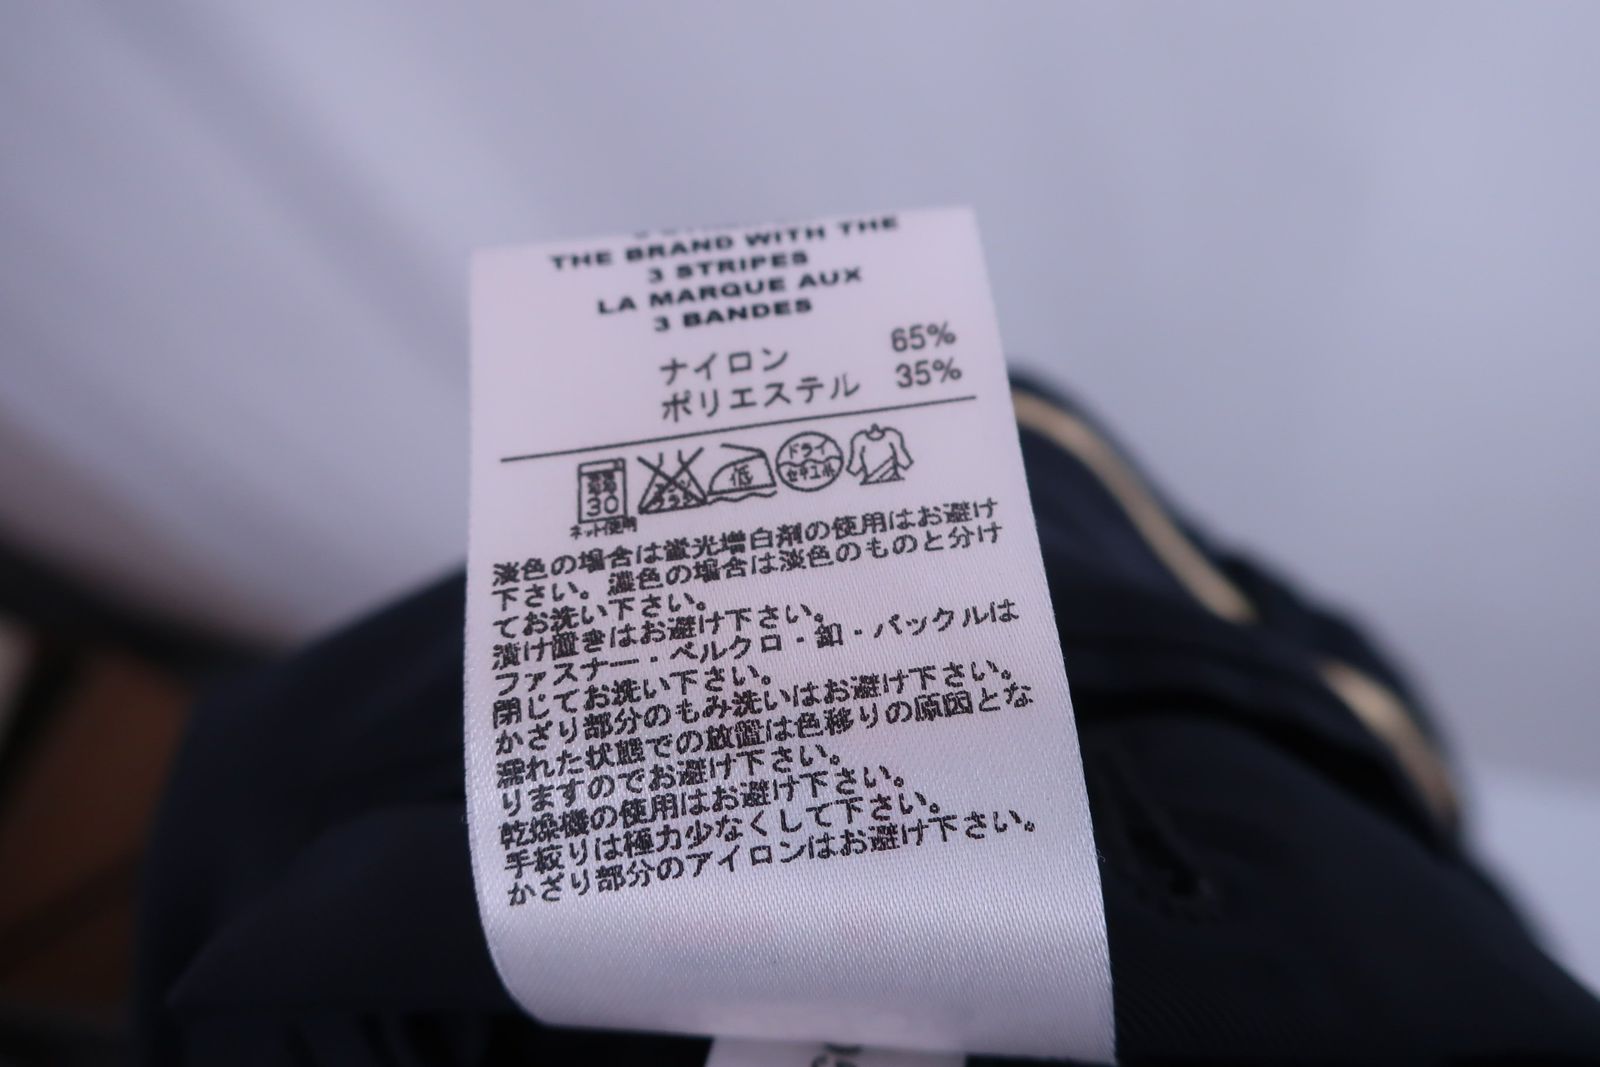 THE BRAND WITH THE
3 STRIPES
LA MARQUE AUX
3 BANDES
ナイロン 65%
ポリエステル 35%
30 低 ドライ セキユ系
ネット使用
淡色の場合は蛍光増白剤の使用はお避け
下さい。濃色の場合は淡色のものと分け
てお洗い下さい。
漬け置きはお避け下さい。
ファスナー・ベルクロ・釦・バックルは
閉じてお洗い下さい。
かざり部分のもみ洗いはお避け下さい。
濡れた状態での放置は色移りの原因とな
りますのでお避け下さい。
乾燥機の使用はお避け下さい。
手絞りは極力少なくして下さい。
かざり部分のアイロンはお避け下さい。